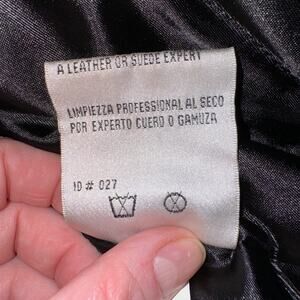 A LEATHER OR SUEDE EXPERT
LIMPIEZZA PROFESSIONAL AL SECO
POR EXPERTO CUERO O GAMUZA
ID # 027